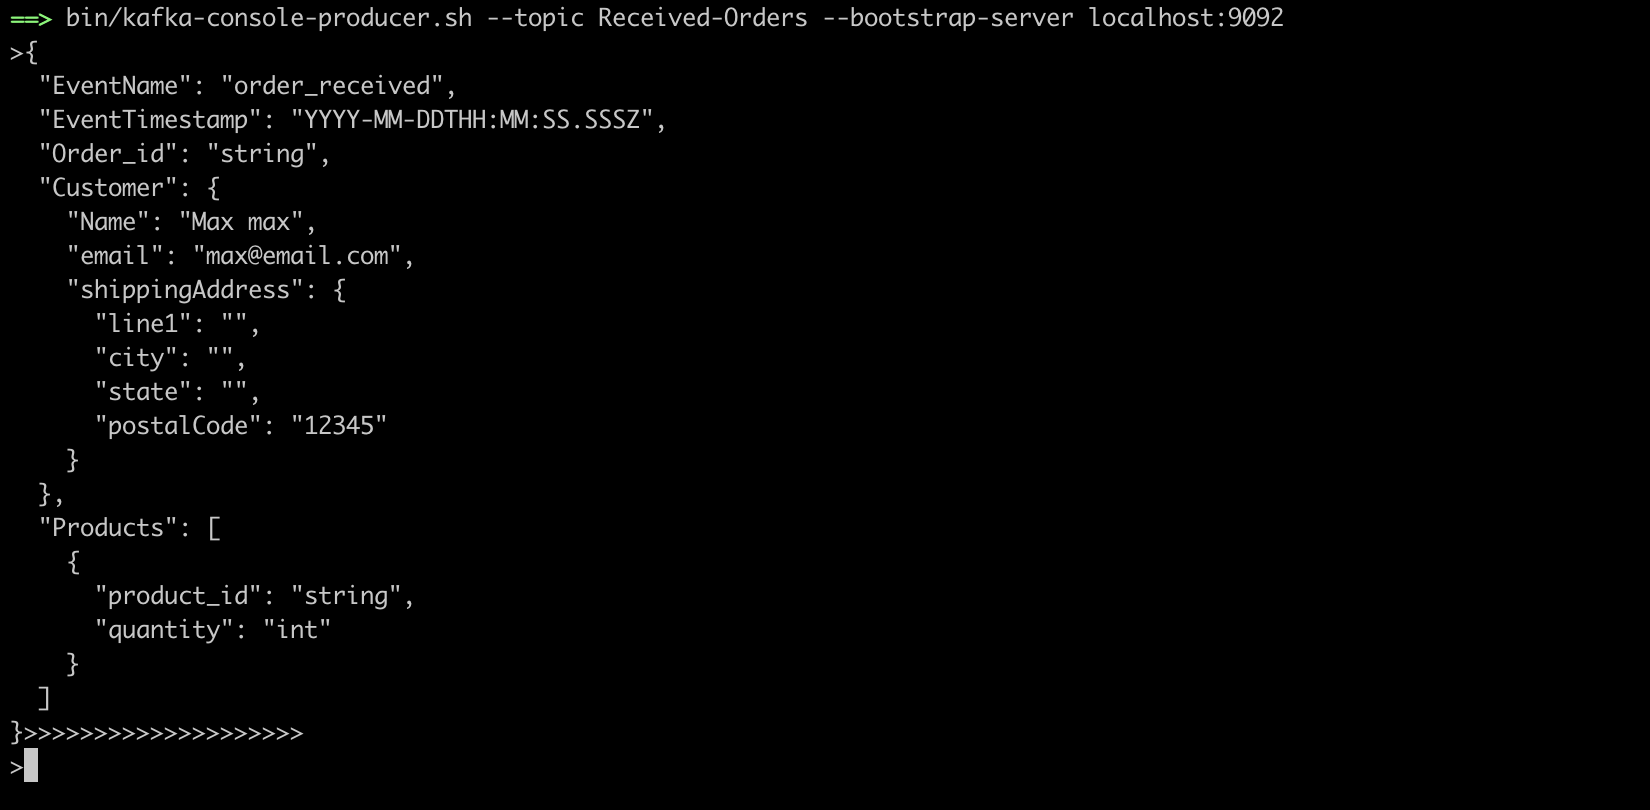 ==> bin/kafka-console-producer.sh --topic Received-Orders --bootstrap-server localhost:9092
>{
  "EventName": "order_received",
  "EventTimestamp": "YYYY-MM-DDTHH:MM:SS.SSSZ",
  "Order_id": "string",
  "Customer": {
    "Name": "Max max",
    "email": "max@email.com",
    "shippingAddress": {
      "line1": "",
      "city": "",
      "state": "",
      "postalCode": "12345"
    }
  },
  "Products": [
    {
      "product_id": "string",
      "quantity": "int"
    }
  ]
}>>>>>>>>>>>>>>>>>>>>
>